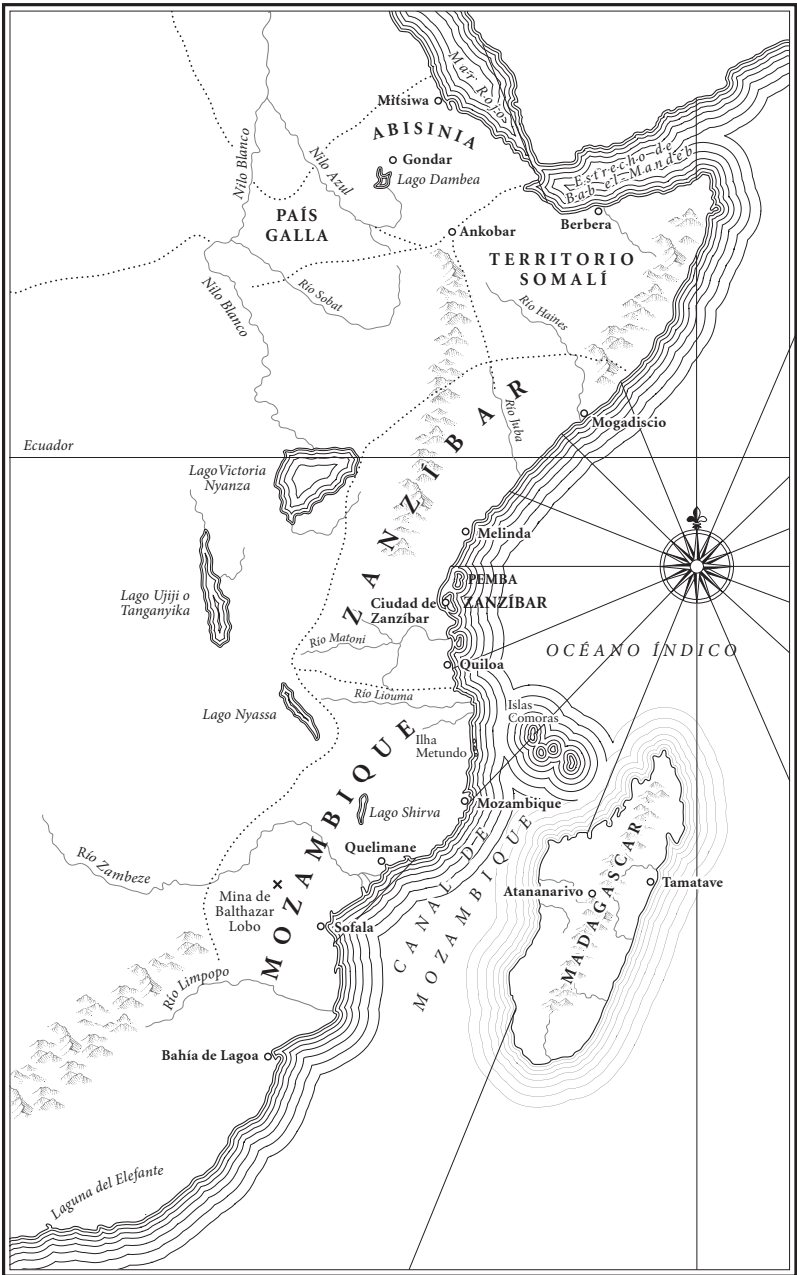 Mar Rojo
Mitsiwa
ABISINIA
Gondar
Lago Dambea
Nilo Blanco
Nilo Azul
Estrecho de
Bab el-Mandeb
Berbera
PAÍS
GALLA
Ankobar
TERRITORIO
SOMALÍ
Río Sobat
Nilo Blanco
Río Haines
Río Juba
Mogadiscio
Ecuador
Lago Victoria
Nyanza
ZANZÍBAR
Melinda
PEMBA
Lago Ujiji o
Tanganyika
Ciudad de
Zanzíbar
ZANZÍBAR
Río Matoni
OCÉANO ÍNDICO
Quiloa
Río Liouma
Lago Nyassa
Islas
Comoras
Ilha
Metundo
MOZAMBIQUE
Lago Shirva
Mozambique
Quelimane
Río Zambeze
CANAL DE
MOZAMBIQUE
Mina de
Balthazar
Lobo
Atananarivo
Tamatave
MADAGASCAR
Sofala
Río Limpopo
Bahía de Lagoa
Laguna del Elefante